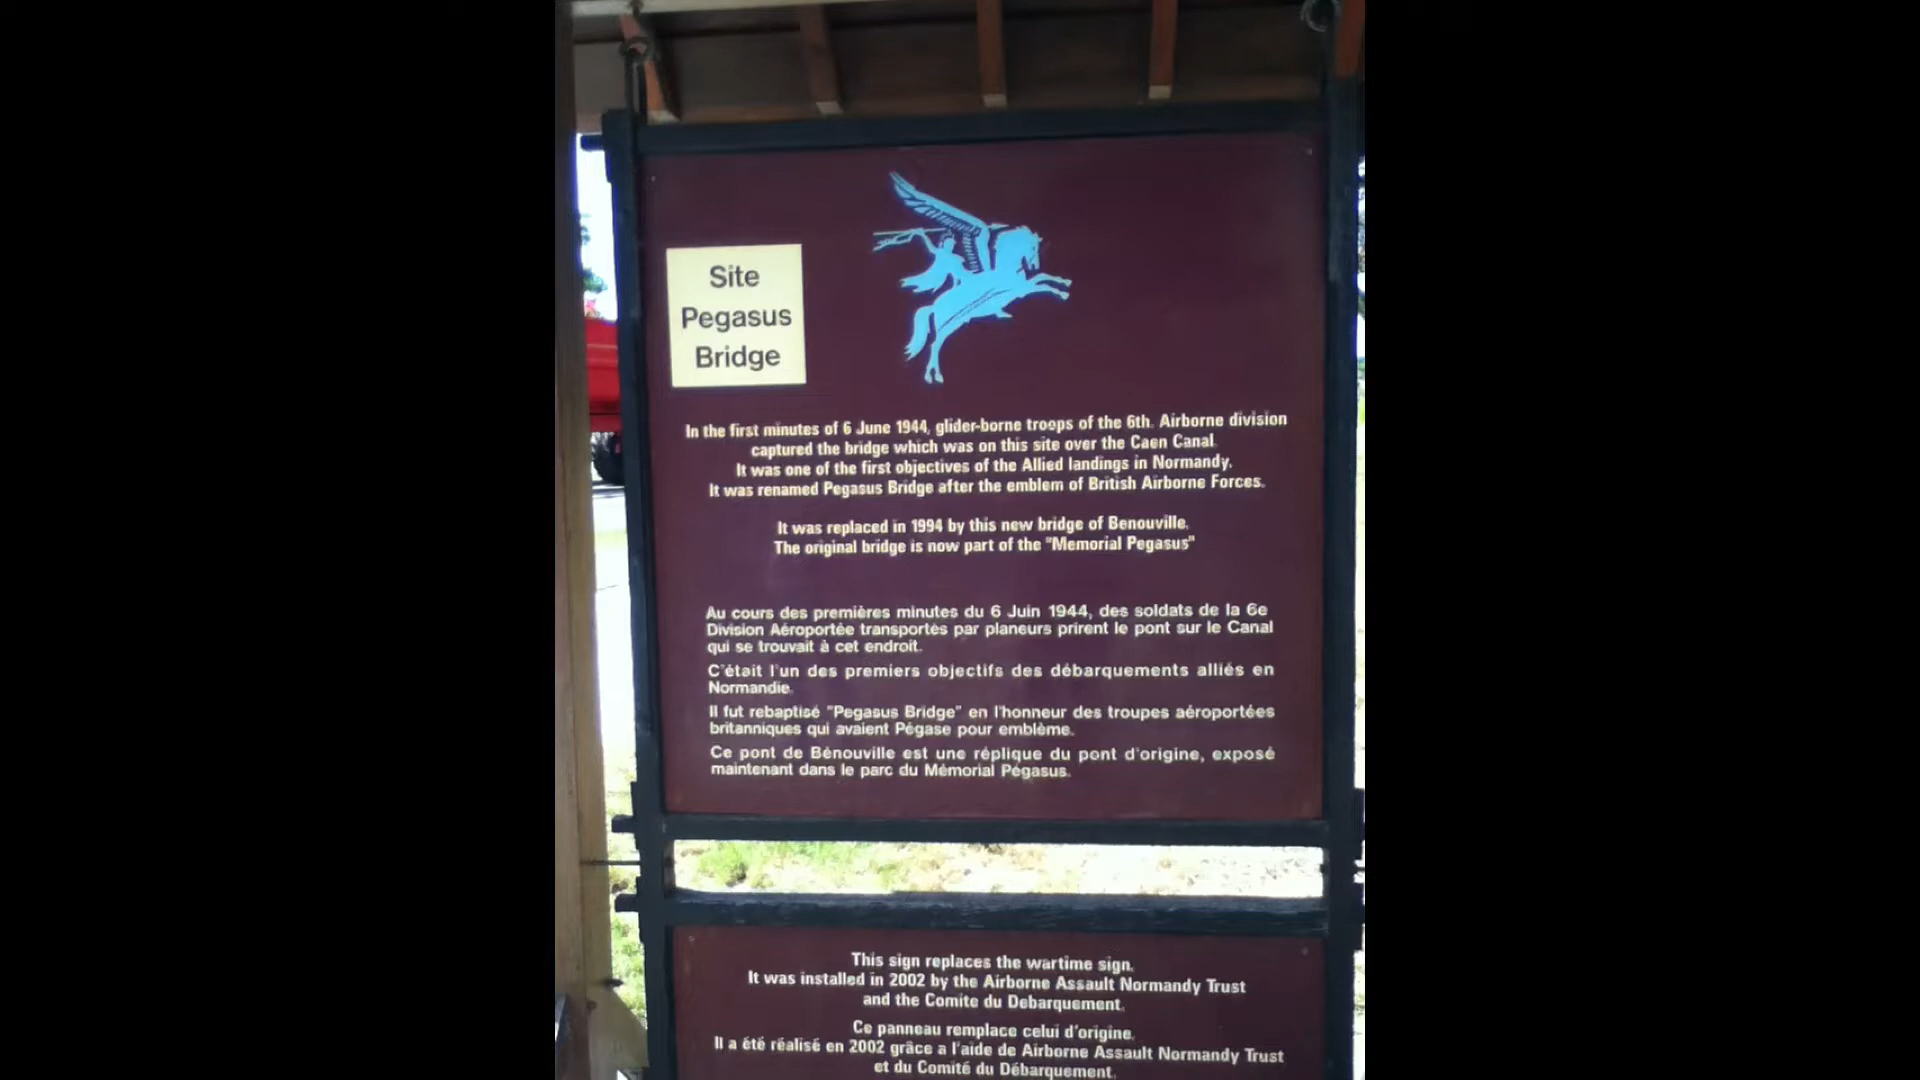 Site
Pegasus
Bridge
In the first minutes of 6 June 1944, glider-borne troops of the 6th. Airborne division
captured the bridge which was on this site over the Caen Canal.
It was one of the first objectives of the Allied landings in Normandy.
It was renamed Pegasus Bridge after the emblem of British Airborne Forces.
It was replaced in 1994 by this new bridge of Benouville.
The original bridge is now part of the "Memorial Pegasus"
Au cours des premières minutes du 6 Juin 1944, des soldats de la 6e
Division Aéroportée transportés par planeurs prirent le pont sur le Canal
qui se trouvait à cet endroit.
C'était l'un des premiers objectifs des débarquements alliés en
Normandie.
Il fut rebaptisé "Pegasus Bridge" en l'honneur des troupes aéroportées
britanniques qui avaient Pégase pour emblème.
Ce pont de Bénouville est une réplique du pont d'origine, exposé
maintenant dans le parc du Mémorial Pégasus.
This sign replaces the wartime sign.
It was installed in 2002 by the Airborne Assault Normandy Trust
and the Comite du Debarquement.
Ce panneau remplace celui d'origine.
Il a été réalisé en 2002 grâce a l'aide de Airborne Assault Normandy Trust
et du Comité du Débarquement.